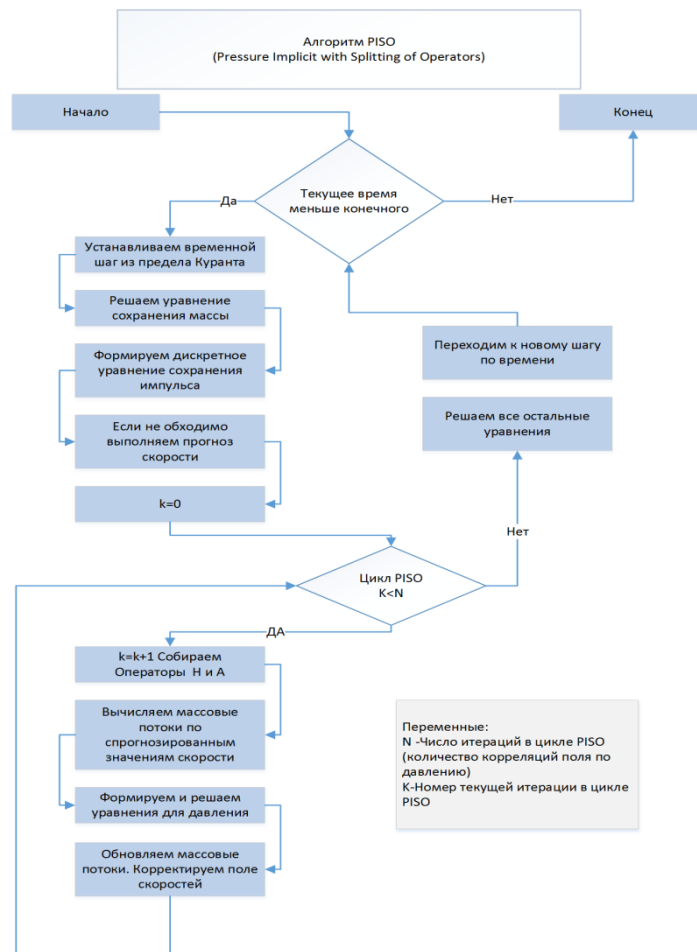 Алгоритм PISO
(Pressure Implicit with Splitting of Operators)
Начало
Конец
Текущее время
меньше конечного
Да
Нет
Устанавливаем временной
шаг из предела Куранта
Решаем уравнение
сохранения массы
Формируем дискретное
уравнение сохранения
импульса
Если не обходимо
выполняем прогноз
скорости
k=0
Переходим к новому шагу
по времени
Решаем все остальные
уравнения
Нет
Цикл PISO
K<N
ДА
k=k+1 Собираем
Операторы Н и А
Вычисляем массовые
потоки по
спрогнозированным
значениям скорости
Формируем и решаем
уравнения для давления
Обновляем массовые
потоки. Корректируем поле
скоростей
Переменные:
N -Число итераций в цикле PISO
(количество корреляций поля по
давлению)
K-Номер текущей итерации в цикле
PISO